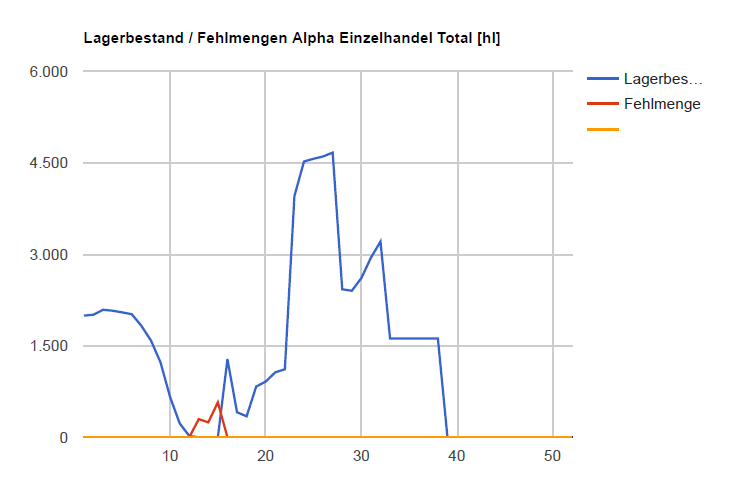 Lagerbestand / Fehlmengen Alpha Einzelhandel Total [hl]
6.000
4.500
3.000
1.500
0
10 20 30 40 50
Lagerbes...
Fehlmenge